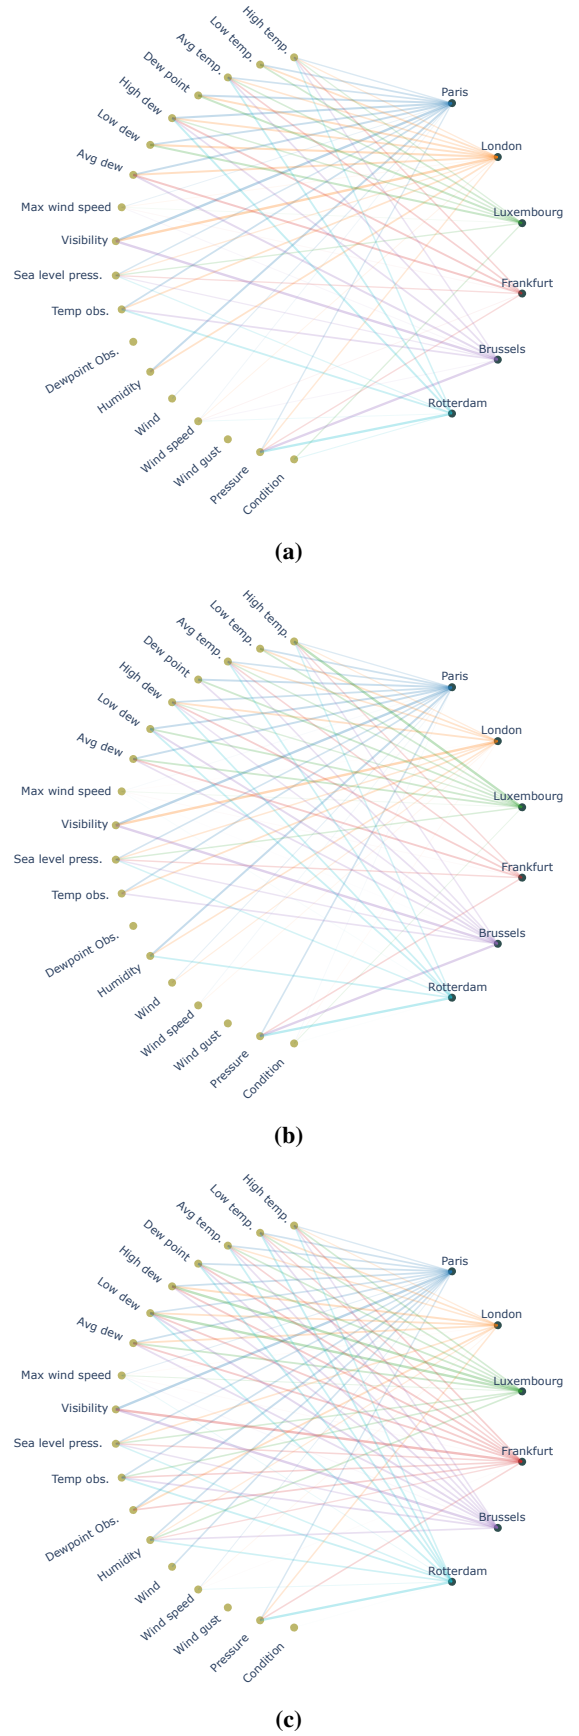 High temp.
Low temp.
Avg temp.
Dew point
High dew
Low dew
Avg dew
Max wind speed
Visibility
Sea level press.
Temp obs.
Dewpoint Obs.
Humidity
Wind
Wind speed
Wind gust
Pressure
Condition
Paris
London
Luxembourg
Frankfurt
Brussels
Rotterdam
(a)
High temp.
Low temp.
Avg temp.
Dew point
High dew
Low dew
Avg dew
Max wind speed
Visibility
Sea level press.
Temp obs.
Dewpoint Obs.
Humidity
Wind
Wind speed
Wind gust
Pressure
Condition
Paris
London
Luxembourg
Frankfurt
Brussels
Rotterdam
(b)
High temp.
Low temp.
Avg temp.
Dew point
High dew
Low dew
Avg dew
Max wind speed
Visibility
Sea level press.
Temp obs.
Dewpoint Obs.
Humidity
Wind
Wind speed
Wind gust
Pressure
Condition
Paris
London
Luxembourg
Frankfurt
Brussels
Rotterdam
(c)